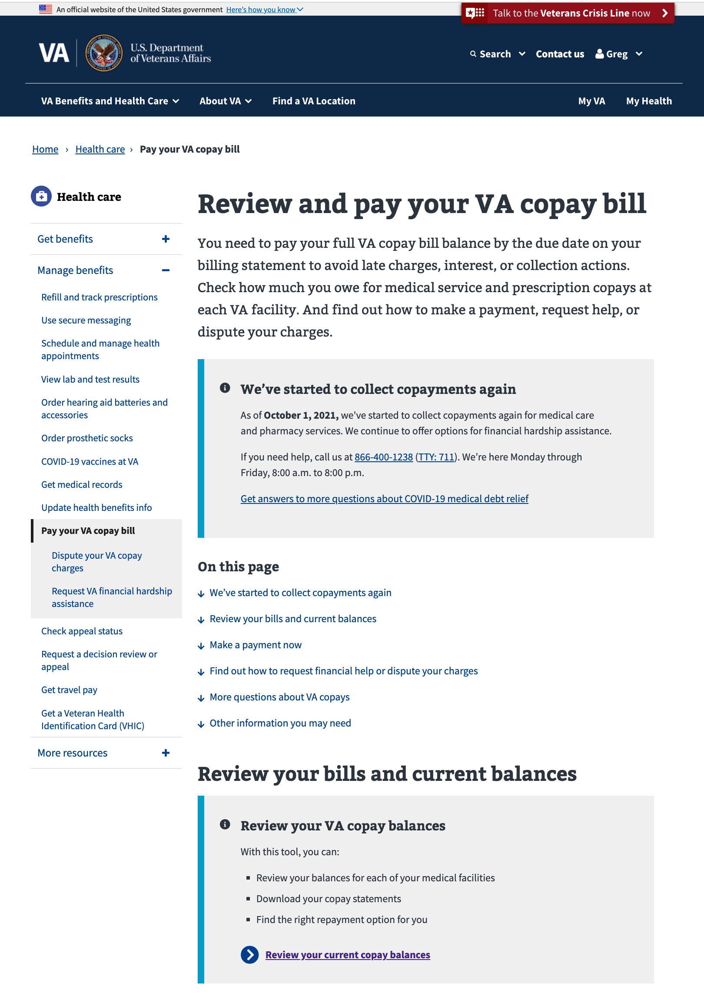 An official website of the United States government Here’s how you know
Talk to the Veterans Crisis Line now
VA
U.S. Department
of Veterans Affairs
Search Contact us Greg
VA Benefits and Health Care About VA Find a VA Location My VA My Health
Home › Health care › Pay your VA copay bill
Health care
Get benefits
Manage benefits
Refill and track prescriptions
Use secure messaging
Schedule and manage health
appointments
View lab and test results
Order hearing aid batteries and
accessories
Order prosthetic socks
COVID-19 vaccines at VA
Get medical records
Update health benefits info
Pay your VA copay bill
Dispute your VA copay
charges
Request VA financial hardship
assistance
Check appeal status
Request a decision review or
appeal
Get travel pay
Get a Veteran Health
Identification Card (VHIC)
More resources
Review and pay your VA copay bill
You need to pay your full VA copay bill balance by the due date on your
billing statement to avoid late charges, interest, or collection actions.
Check how much you owe for medical service and prescription copays at
each VA facility. And find out how to make a payment, request help, or
dispute your charges.
We’ve started to collect copayments again
As of October 1, 2021, we've started to collect copayments again for medical care
and pharmacy services. We continue to offer options for financial hardship assistance.
If you need help, call us at 866-400-1238 (TTY: 711). We’re here Monday through
Friday, 8:00 a.m. to 8:00 p.m.
Get answers to more questions about COVID-19 medical debt relief
On this page
We’ve started to collect copayments again
Review your bills and current balances
Make a payment now
Find out how to request financial help or dispute your charges
More questions about VA copays
Other information you may need
Review your bills and current balances
Review your VA copay balances
With this tool, you can:
Review your balances for each of your medical facilities
Download your copay statements
Find the right repayment option for you
Review your current copay balances